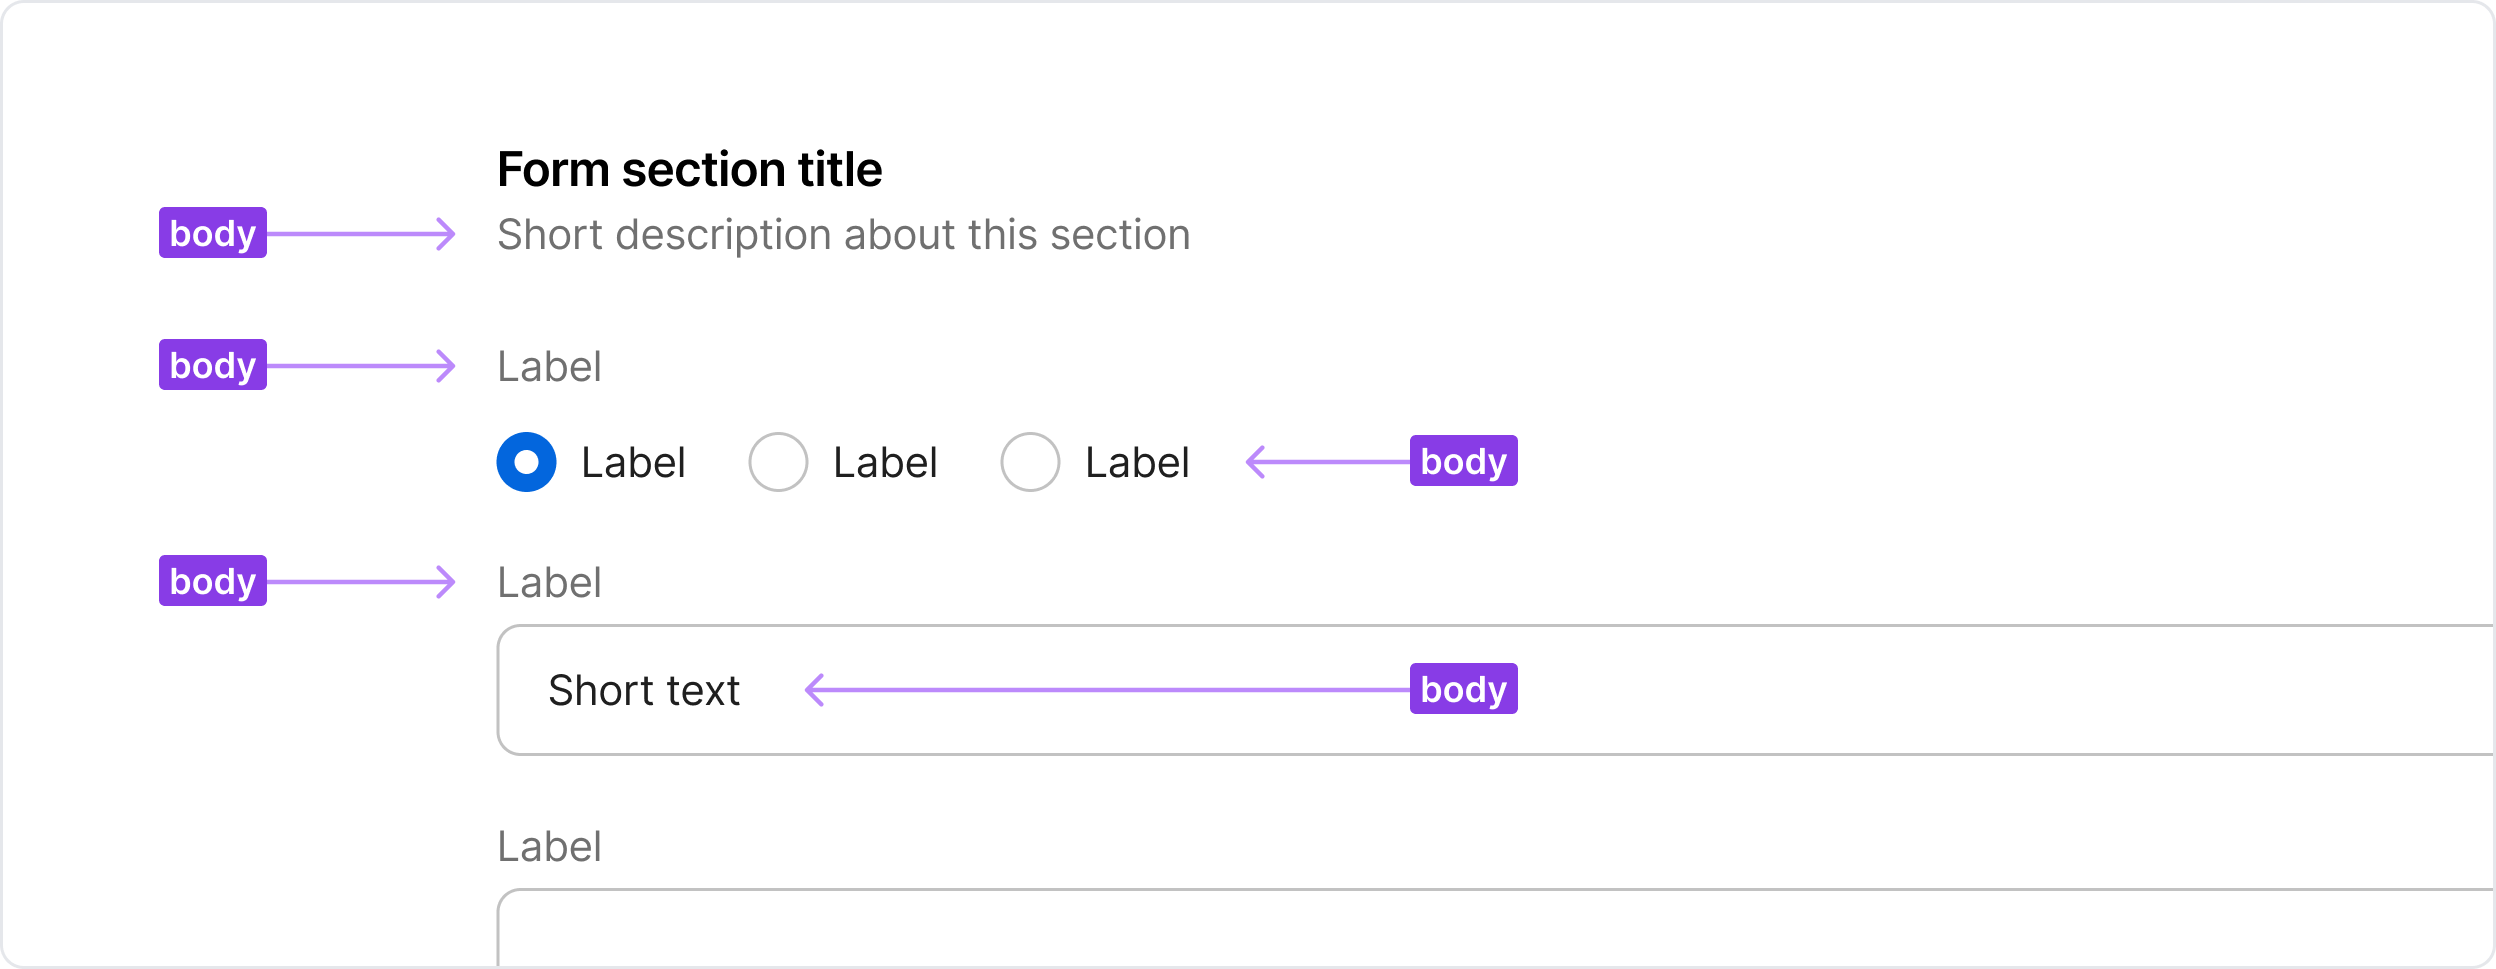 Form section title
body Short description about this section
body Label
Label Label Label body
body Label
Short text body
Label